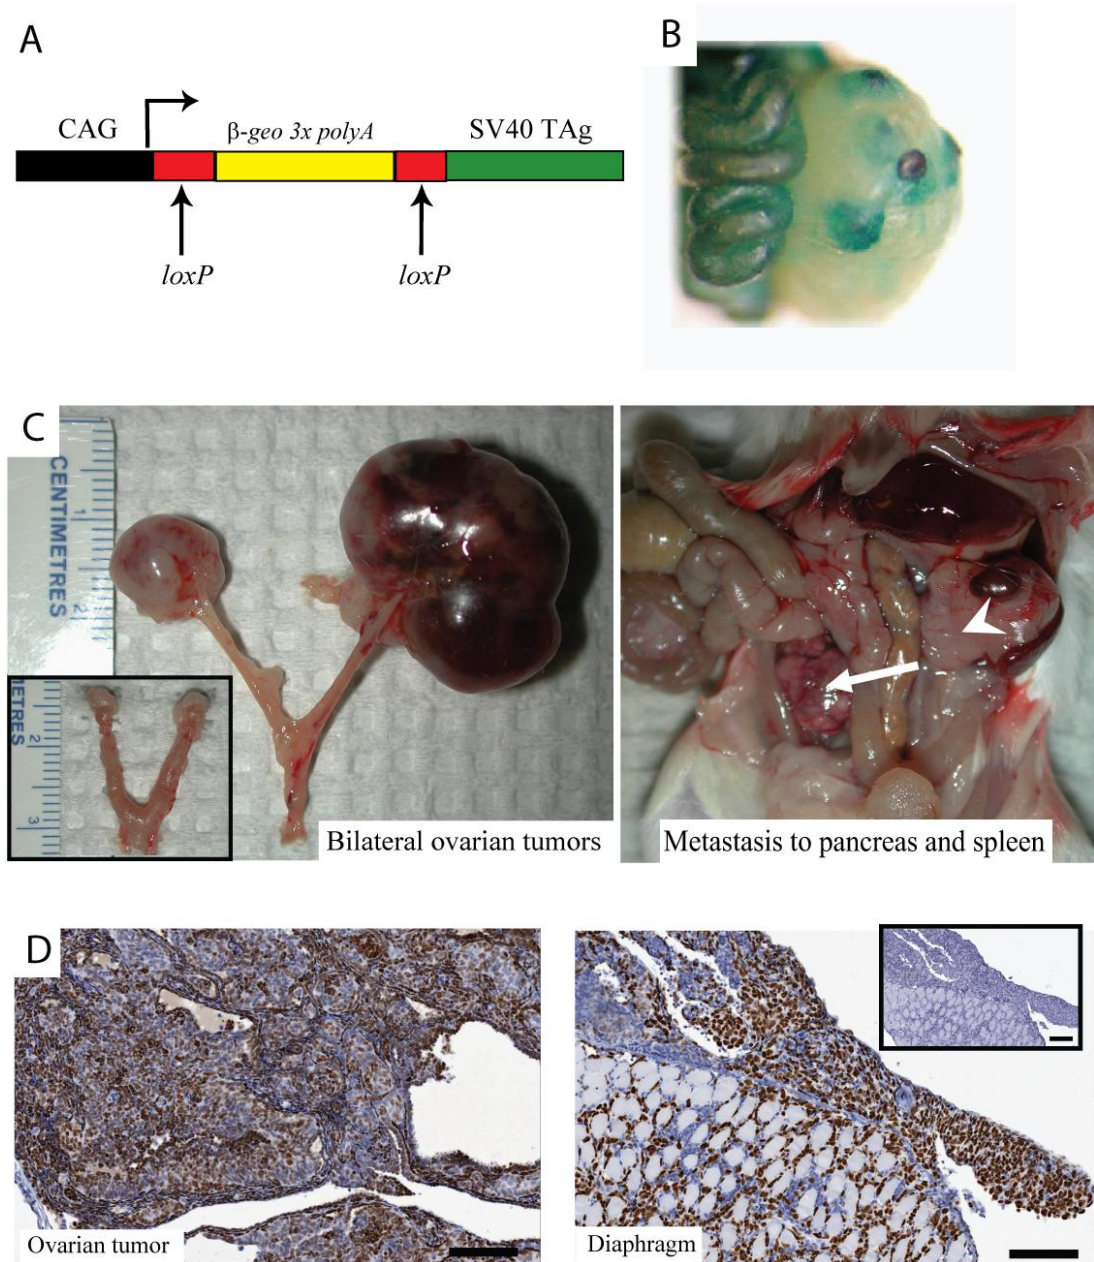 A
B
CAG
β-geo 3x polyA
SV40 TAg
loxP
loxP
C
CENTIMETRES
1
2
METRES
2
3
Bilateral ovarian tumors
Metastasis to pancreas and spleen
D
Ovarian tumor
Diaphragm